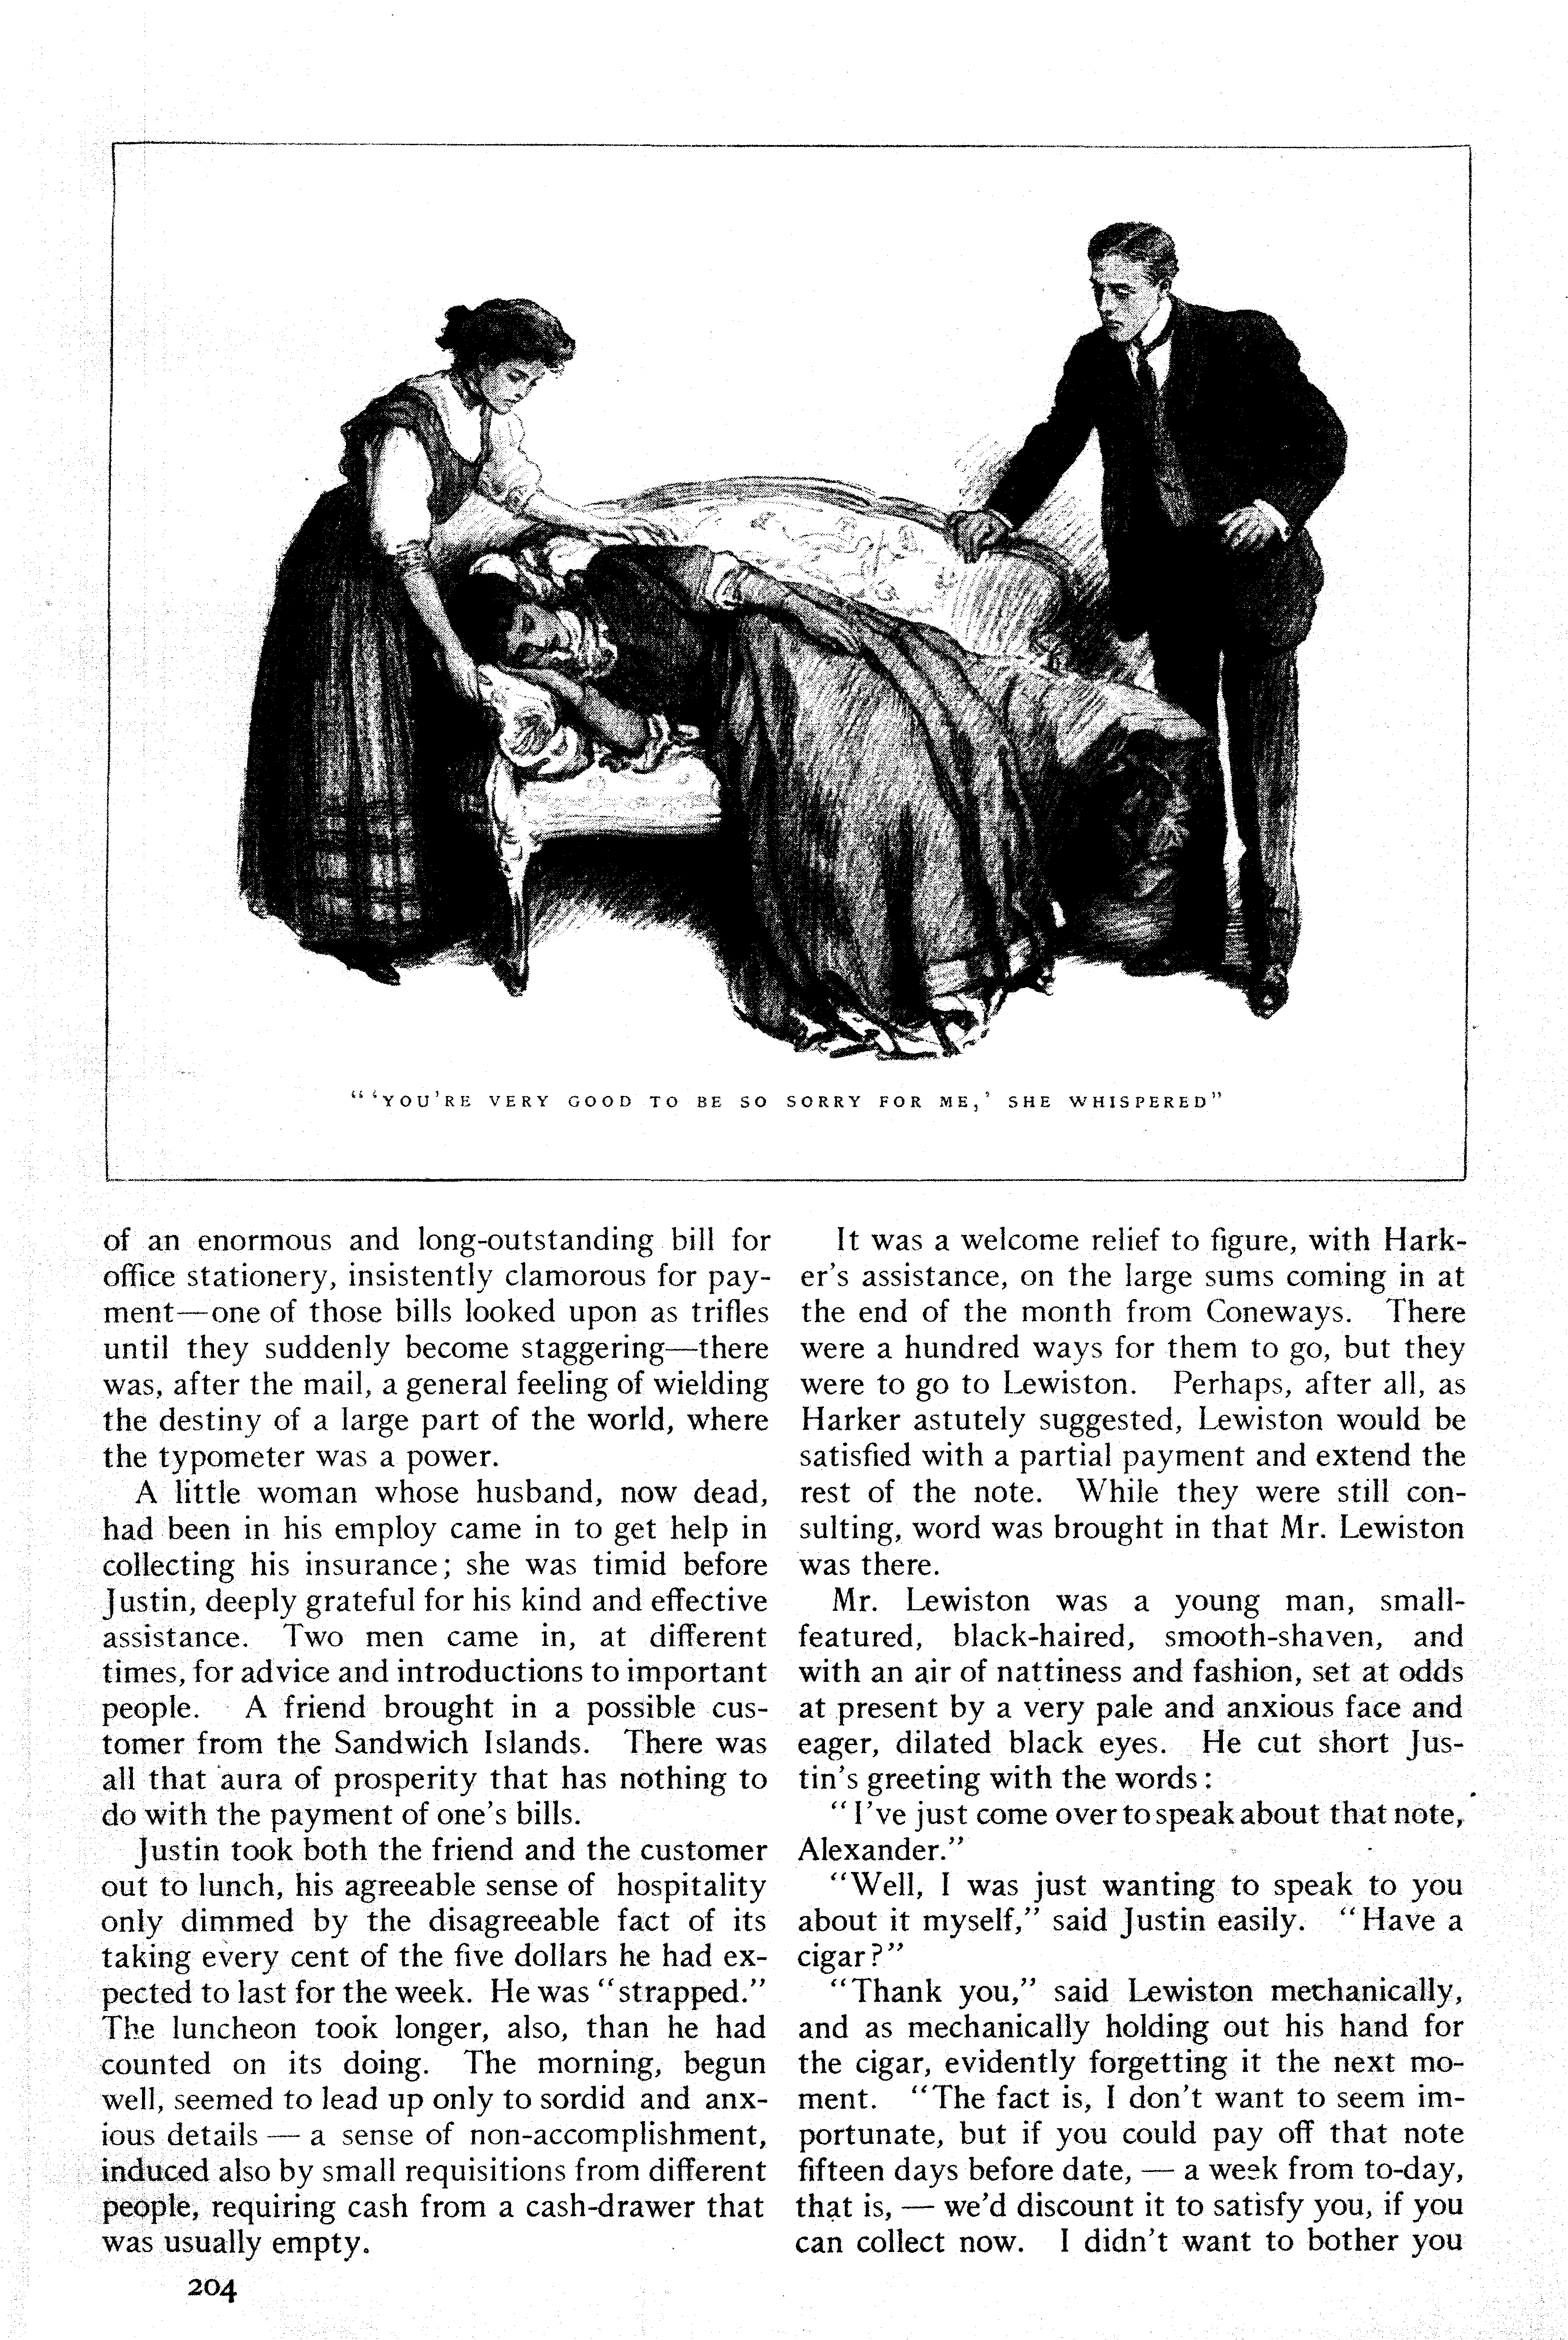 “‘YOU’RE VERY GOOD TO BE SO SORRY FOR ME,’ SHE WHISPERED”
of an enormous and long-outstanding bill for
office stationery, insistently clamorous for pay-
ment—one of those bills looked upon as trifles
until they suddenly become staggering—there
was, after the mail, a general feeling of wielding
the destiny of a large part of the world, where
the typometer was a power.
A little woman whose husband, now dead,
had been in his employ came in to get help in
collecting his insurance; she was timid before
Justin, deeply grateful for his kind and effective
assistance. Two men came in, at different
times, for advice and introductions to important
people. A friend brought in a possible cus-
tomer from the Sandwich Islands. There was
all that aura of prosperity that has nothing to
do with the payment of one’s bills.
Justin took both the friend and the customer
out to lunch, his agreeable sense of hospitality
only dimmed by the disagreeable fact of its
taking every cent of the five dollars he had ex-
pected to last for the week. He was “strapped.”
The luncheon took longer, also, than he had
counted on its doing. The morning, begun
well, seemed to lead up only to sordid and anx-
ious details — a sense of non-accomplishment,
induced also by small requisitions from different
people, requiring cash from a cash-drawer that
was usually empty.
It was a welcome relief to figure, with Hark-
er’s assistance, on the large sums coming in at
the end of the month from Coneways. There
were a hundred ways for them to go, but they
were to go to Lewiston. Perhaps, after all, as
Harker astutely suggested, Lewiston would be
satisfied with a partial payment and extend the
rest of the note. While they were still con-
sulting, word was brought in that Mr. Lewiston
was there.
Mr. Lewiston was a young man, small-
featured, black-haired, smooth-shaven, and
with an air of nattiness and fashion, set at odds
at present by a very pale and anxious face and
eager, dilated black eyes. He cut short Jus-
tin’s greeting with the words:
“I’ve just come over to speak about that note,
Alexander.”
“Well, I was just wanting to speak to you
about it myself,” said Justin easily. “Have a
cigar?”
“Thank you,” said Lewiston mechanically,
and as mechanically holding out his hand for
the cigar, evidently forgetting it the next mo-
ment. “The fact is, I don’t want to seem im-
portunate, but if you could pay off that note
fifteen days before date, — a week from to-day,
that is, — we’d discount it to satisfy you, if you
can collect now. I didn’t want to bother you
204